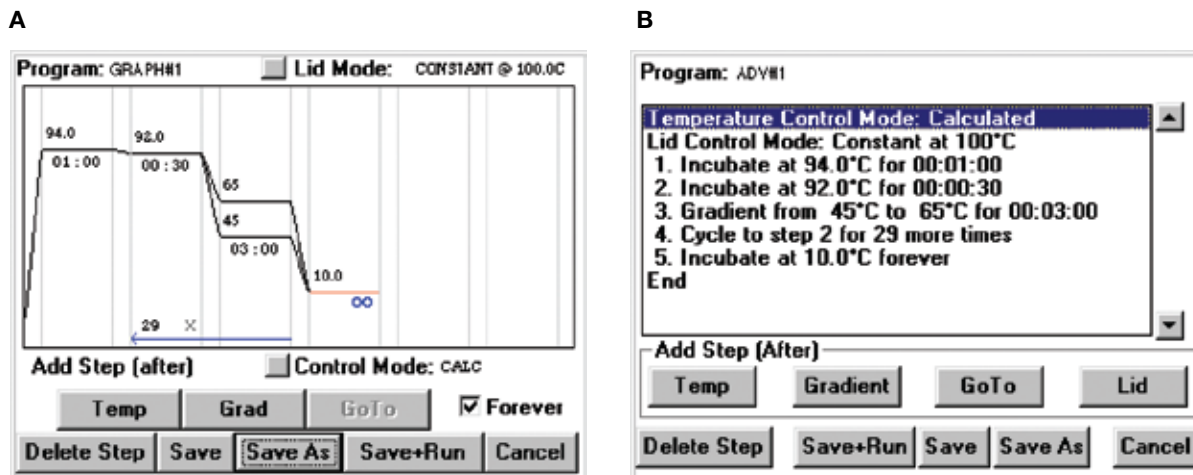 A
Program: GRAPH#1 Lid Mode: CONSTANT @ 100.0C
94.0
01:00
92.0
00:30
65
45
03:00
10.0
∞
29 X
Add Step (after) Control Mode: CALC
Temp Grad GoTo Forever
Delete Step Save Save As Save+Run Cancel
B
Program: ADV#1
Temperature Control Mode: Calculated
Lid Control Mode: Constant at 100°C
1. Incubate at 94.0°C for 00:01:00
2. Incubate at 92.0°C for 00:00:30
3. Gradient from 45°C to 65°C for 00:03:00
4. Cycle to step 2 for 29 more times
5. Incubate at 10.0°C forever
End
Add Step (After)
Temp Gradient GoTo Lid
Delete Step Save+Run Save Save As Cancel